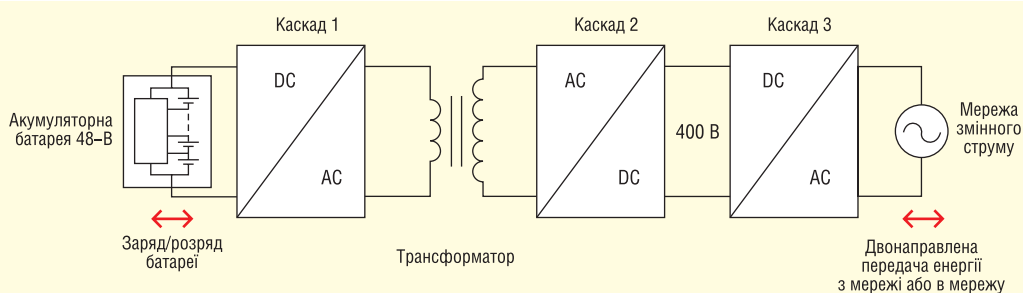 Каскад 1
Каскад 2
Каскад 3
DC
AC
AC
DC
DC
AC
Акумуляторна
батарея 48–В
400 В
Мережа
змінного
струму
Заряд/розряд
батареї
Трансформатор
Двонаправлена
передача енергії
з мережі або в мережу